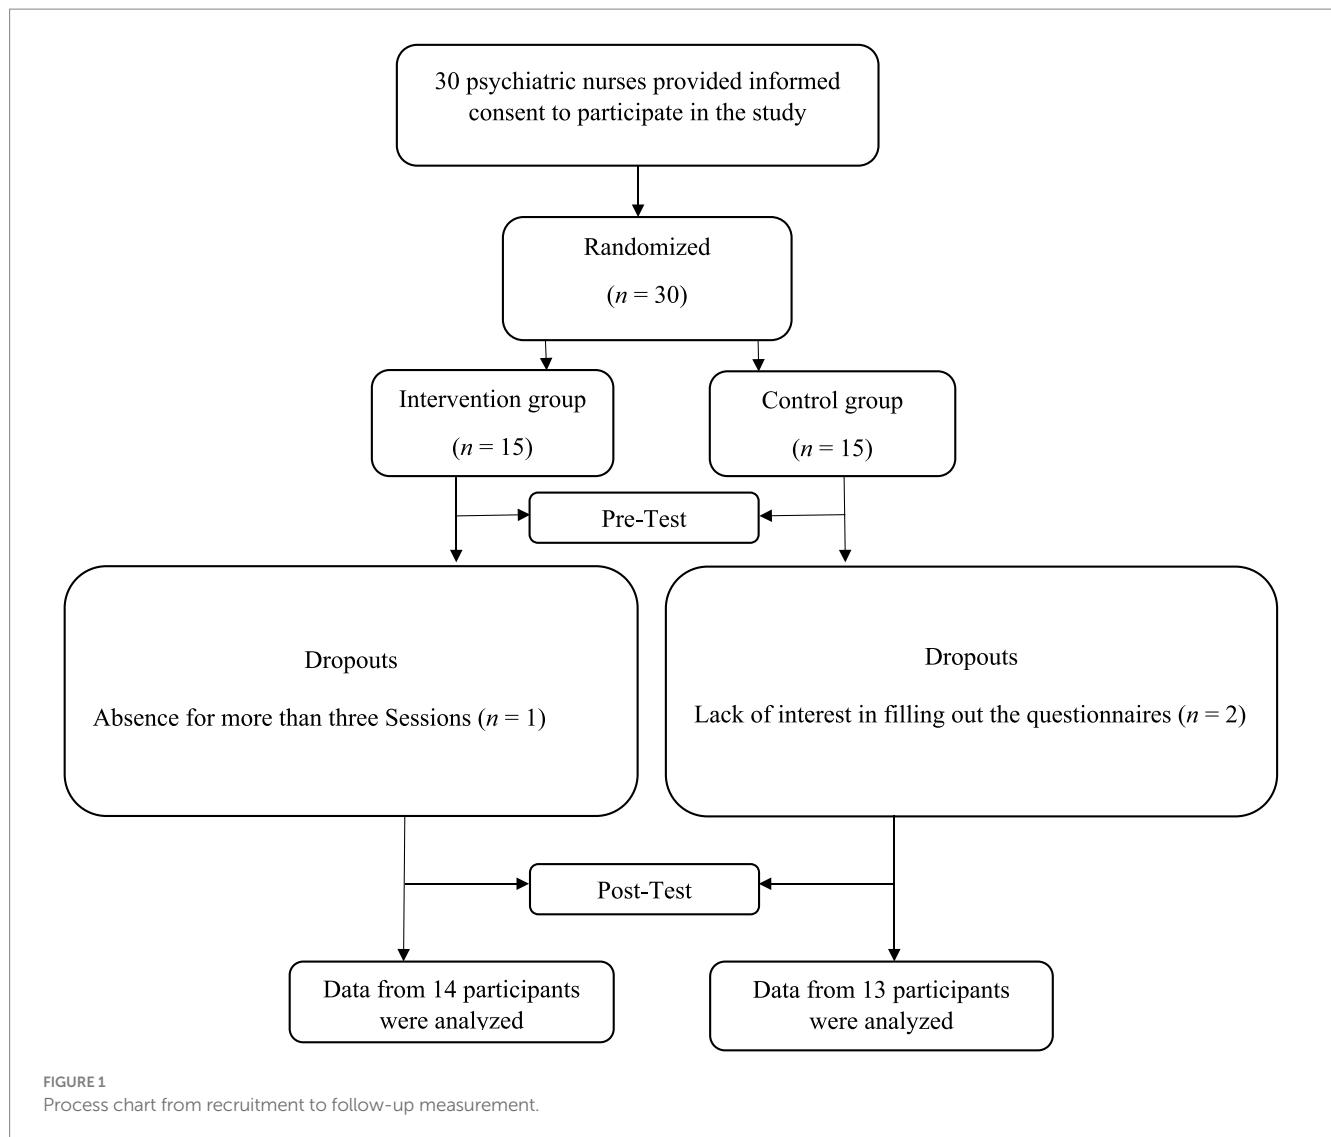 30 psychiatric nurses provided informed
consent to participate in the study
Randomized
(n = 30)
Intervention group
(n = 15)
Control group
(n = 15)
Pre-Test
Dropouts
Absence for more than three Sessions (n = 1)
Dropouts
Lack of interest in filling out the questionnaires (n = 2)
Post-Test
Data from 14 participants
were analyzed
Data from 13 participants
were analyzed
FIGURE 1
Process chart from recruitment to follow-up measurement.